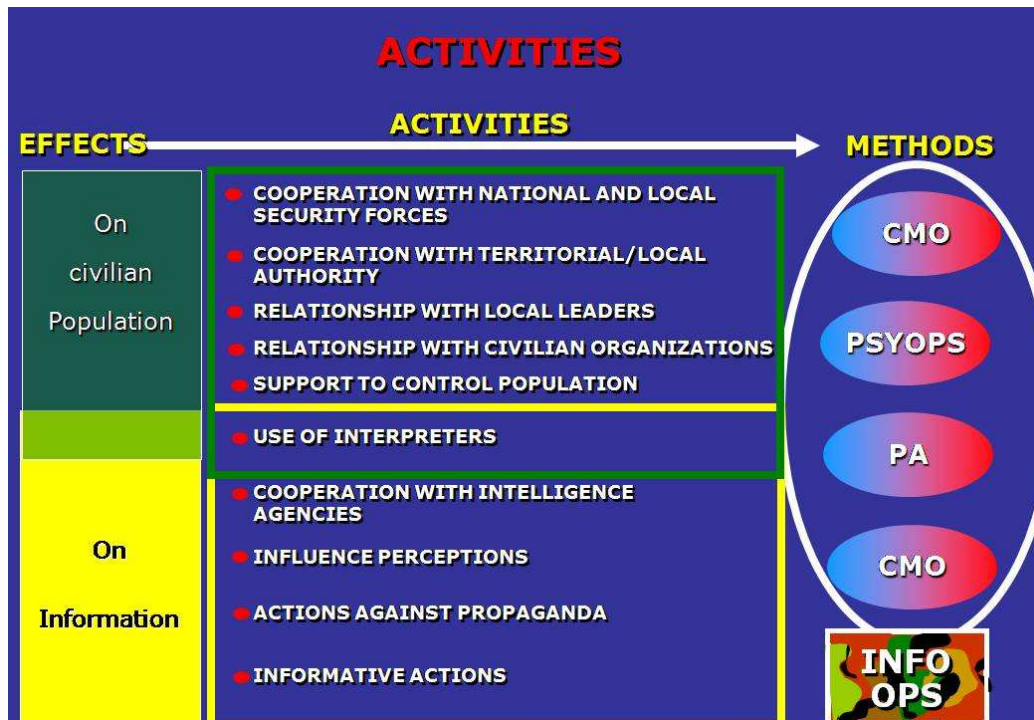 ACTIVITIES
ACTIVITIES
EFFECTS
METHODS
On
civilian
Population
COOPERATION WITH NATIONAL AND LOCAL
SECURITY FORCES
COOPERATION WITH TERRITORIAL/LOCAL
AUTHORITY
RELATIONSHIP WITH LOCAL LEADERS
RELATIONSHIP WITH CIVILIAN ORGANIZATIONS
SUPPORT TO CONTROL POPULATION
USE OF INTERPRETERS
On
Information
COOPERATION WITH INTELLIGENCE
AGENCIES
INFLUENCE PERCEPTIONS
ACTIONS AGAINST PROPAGANDA
INFORMATIVE ACTIONS
CMO
PSYOPS
PA
CMO
INFO
OPS